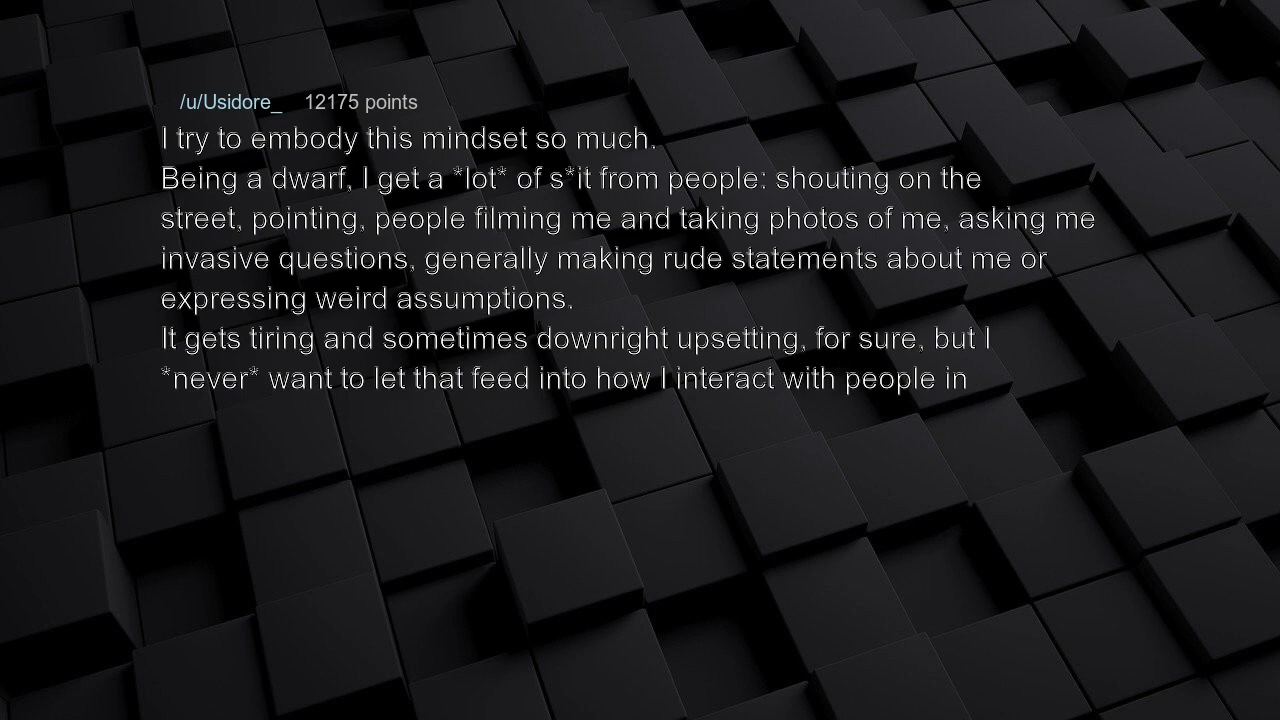 /u/Usidore_ 12175 points
I try to embody this mindset so much.
Being a dwarf, I get a *lot* of s*it from people: shouting on the
street, pointing, people filming me and taking photos of me, asking me
invasive questions, generally making rude statements about me or
expressing weird assumptions.
It gets tiring and sometimes downright upsetting, for sure, but I
*never* want to let that feed into how I interact with people in